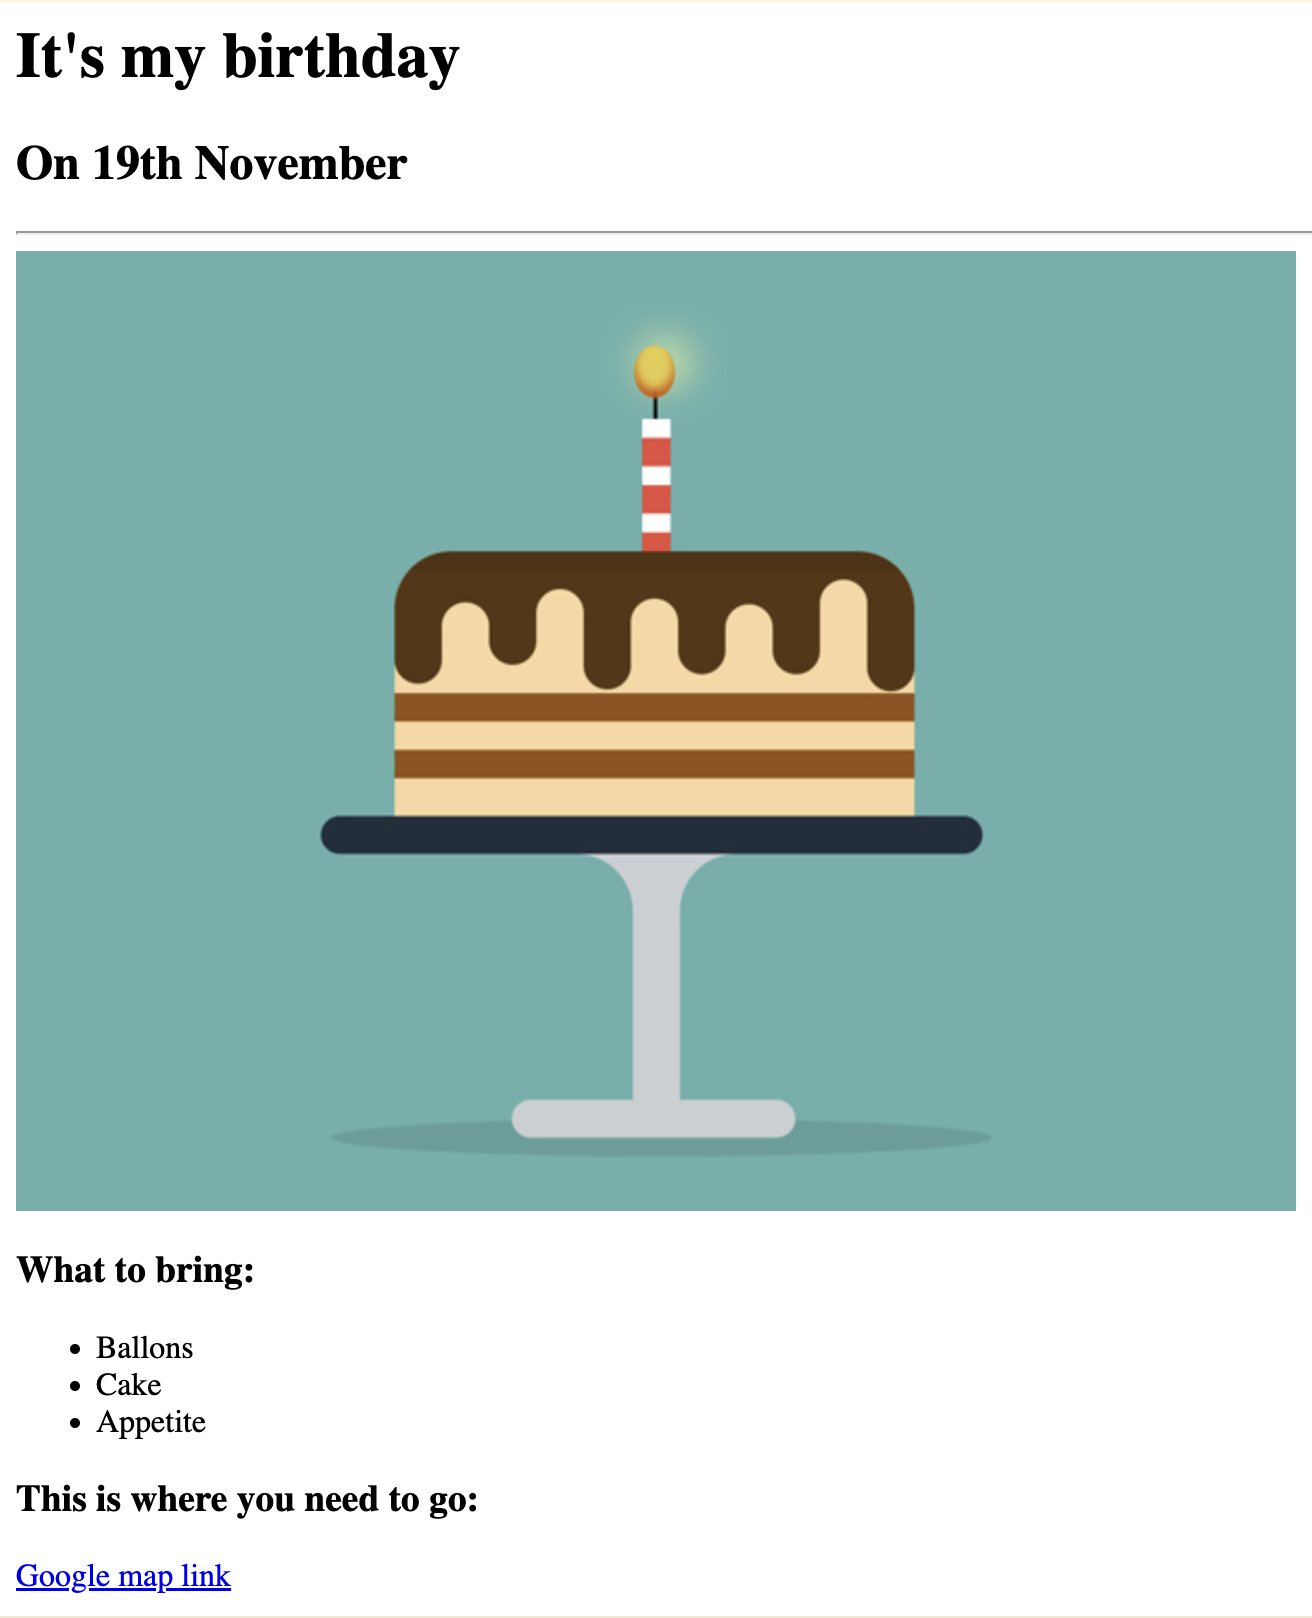 It's my birthday
On 19th November
What to bring:
Ballons
Cake
Appetite
This is where you need to go:
Google map link